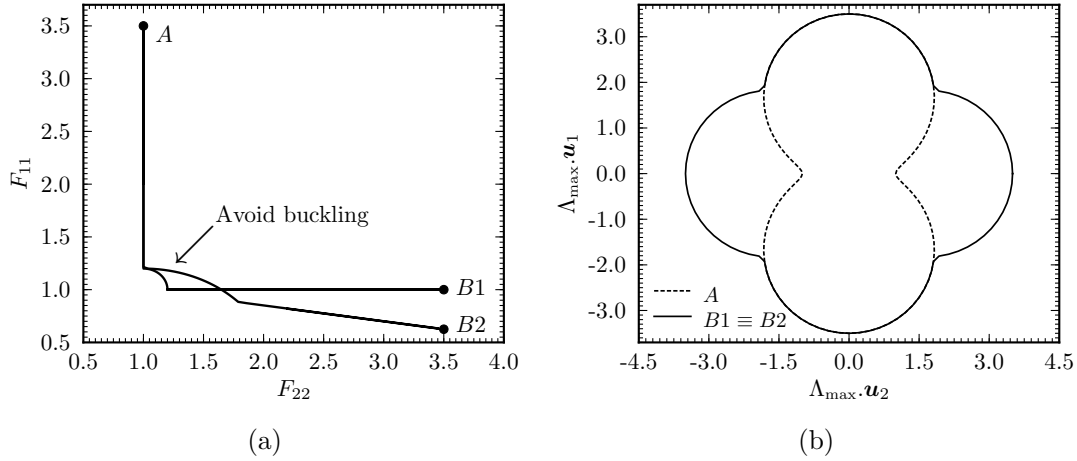 3.5
3.0
2.5
2.0
1.5
1.0
0.5
F11
A
Avoid buckling
B1
B2
0.5 1.0 1.5 2.0 2.5 3.0 3.5 4.0
F22
(a)
3.0
2.0
1.0
0.0
-1.0
-2.0
-3.0
Λmax.u1
A
B1 ≡ B2
-4.5 -3.0 -1.5 0.0 1.5 3.0 4.5
Λmax.u2
(b)